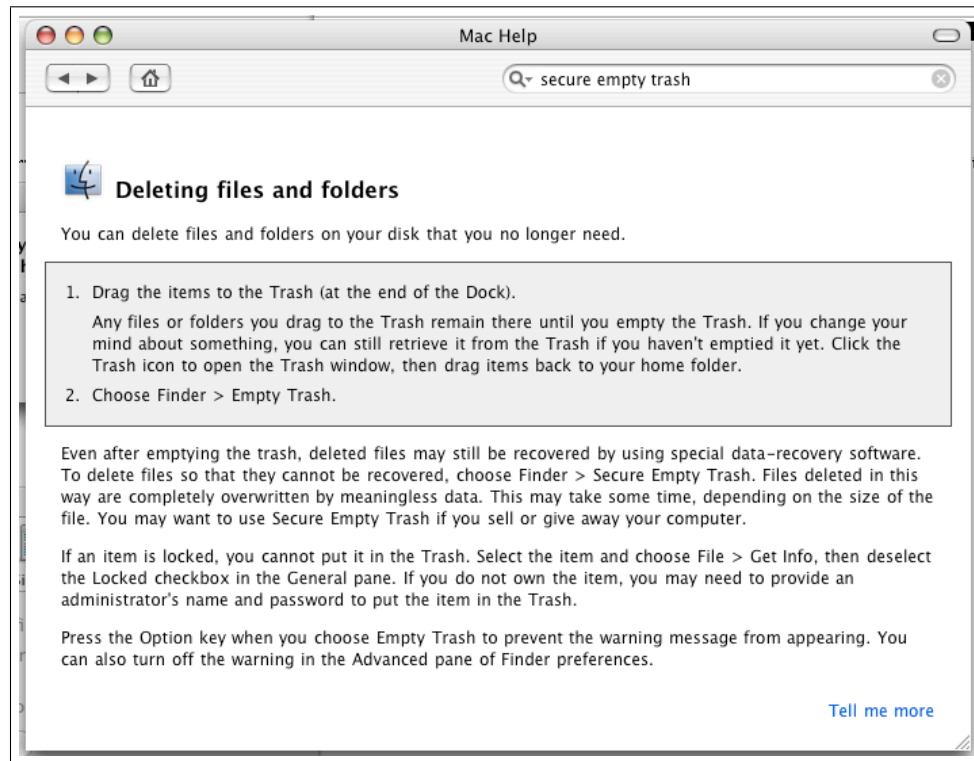 Mac Help
secure empty trash
Deleting files and folders
You can delete files and folders on your disk that you no longer need.
1. Drag the items to the Trash (at the end of the Dock).
Any files or folders you drag to the Trash remain there until you empty the Trash. If you change your
mind about something, you can still retrieve it from the Trash if you haven't emptied it yet. Click the
Trash icon to open the Trash window, then drag items back to your home folder.
2. Choose Finder > Empty Trash.
Even after emptying the trash, deleted files may still be recovered by using special data-recovery software.
To delete files so that they cannot be recovered, choose Finder > Secure Empty Trash. Files deleted in this
way are completely overwritten by meaningless data. This may take some time, depending on the size of the
file. You may want to use Secure Empty Trash if you sell or give away your computer.
If an item is locked, you cannot put it in the Trash. Select the item and choose File > Get Info, then deselect
the Locked checkbox in the General pane. If you do not own the item, you may need to provide an
administrator's name and password to put the item in the Trash.
Press the Option key when you choose Empty Trash to prevent the warning message from appearing. You
can also turn off the warning in the Advanced pane of Finder preferences.
Tell me more